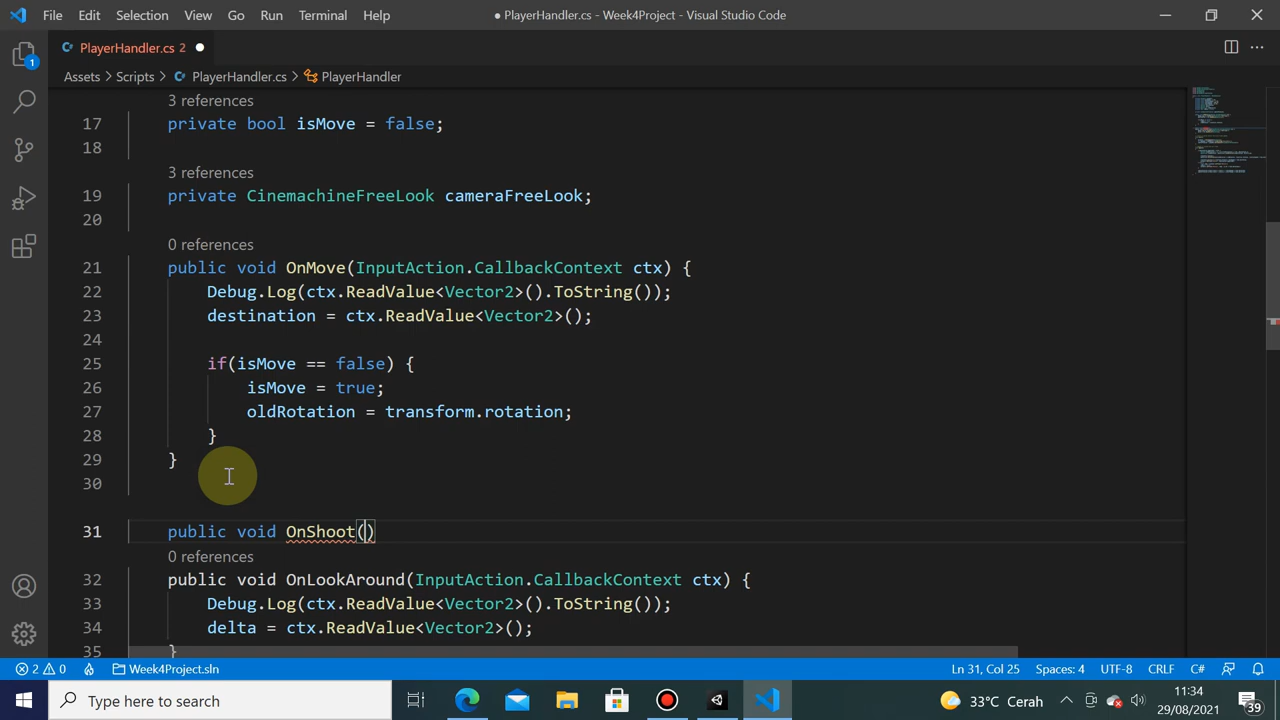 File Edit Selection View Go Run Terminal Help ● PlayerHandler.cs - Week4Project - Visual Studio Code
PlayerHandler.cs 2
Assets > Scripts > PlayerHandler.cs > PlayerHandler
3 references
17 private bool isMove = false;
18
3 references
19 private CinemachineFreeLook cameraFreeLook;
20
0 references
21 public void OnMove(InputAction.CallbackContext ctx) {
22 Debug.Log(ctx.ReadValue<Vector2>().ToString());
23 destination = ctx.ReadValue<Vector2>();
24
25 if(isMove == false) {
26 isMove = true;
27 oldRotation = transform.rotation;
28 }
29 }
30
31 public void OnShoot()
0 references
32 public void OnLookAround(InputAction.CallbackContext ctx) {
33 Debug.Log(ctx.ReadValue<Vector2>().ToString());
34 delta = ctx.ReadValue<Vector2>();
35 }
1
2 0 Week4Project.sln Ln 31, Col 25 Spaces: 4 UTF-8 CRLF C#
Type here to search 33°C Cerah 11:34
29/08/2021 39